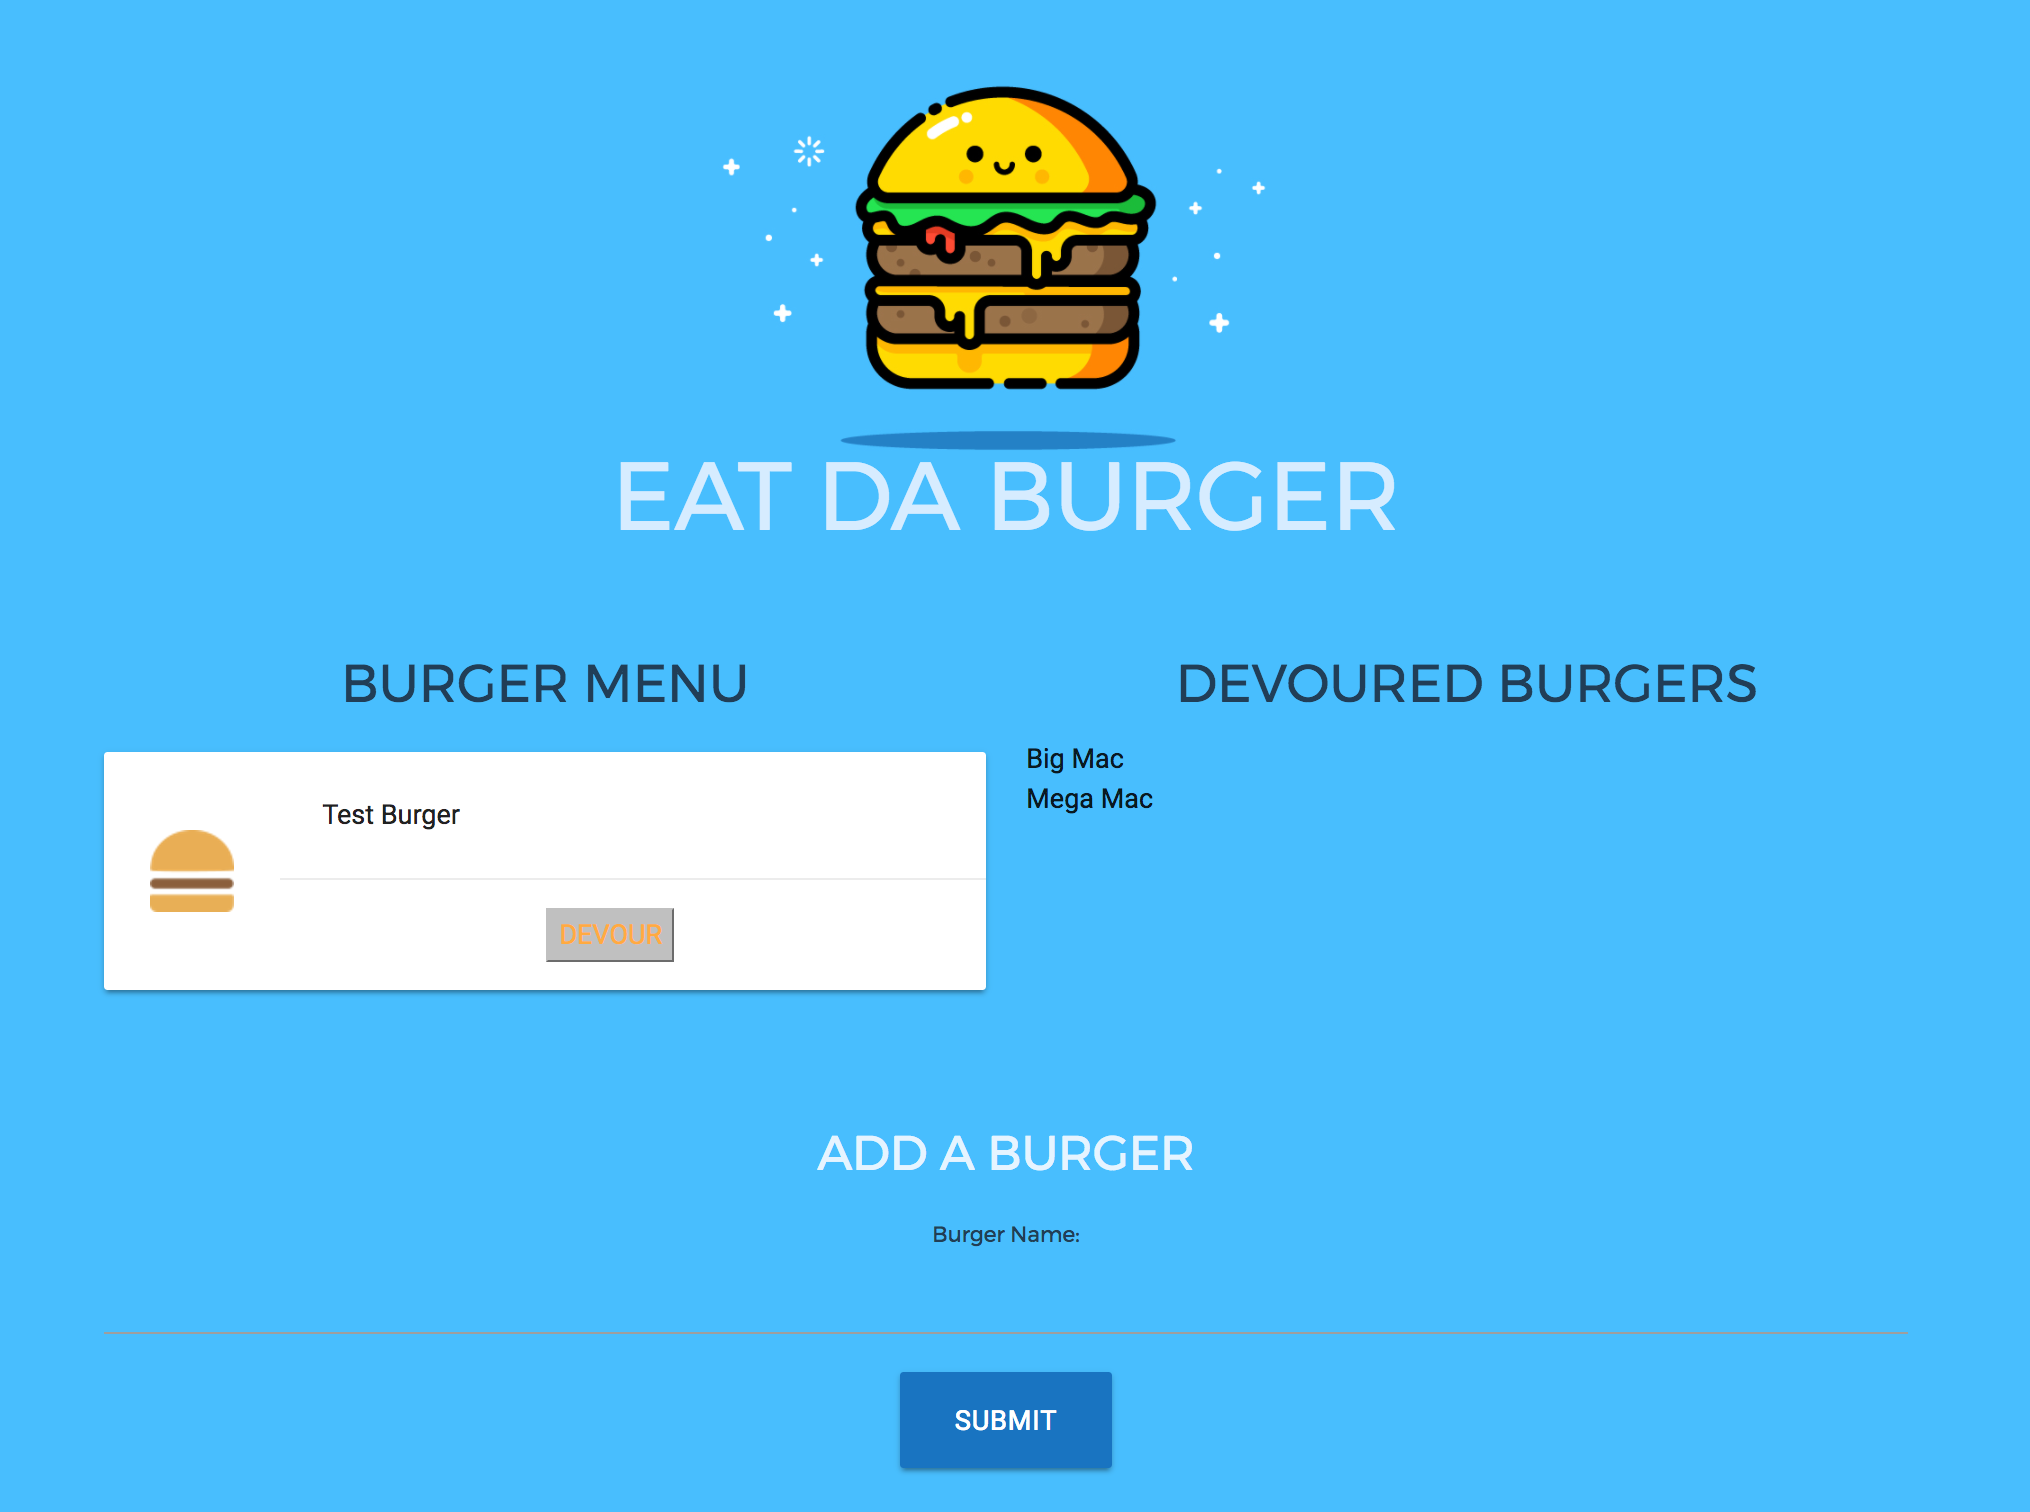 EAT DA BURGER
BURGER MENU
Test Burger
DEVOUR
DEVOURED BURGERS
Big Mac
Mega Mac
ADD A BURGER
Burger Name:
SUBMIT